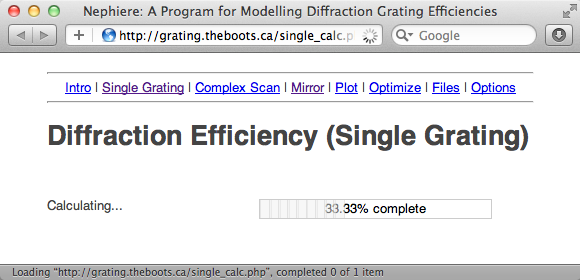 Nephiere: A Program for Modelling Diffraction Grating Efficiencies
http://grating.theboots.ca/single_calc.p
Google
Intro | Single Grating | Complex Scan | Mirror | Plot | Optimize | Files | Options
Diffraction Efficiency (Single Grating)
Calculating... 33.33% complete
Loading “http://grating.theboots.ca/single_calc.php”, completed 0 of 1 item